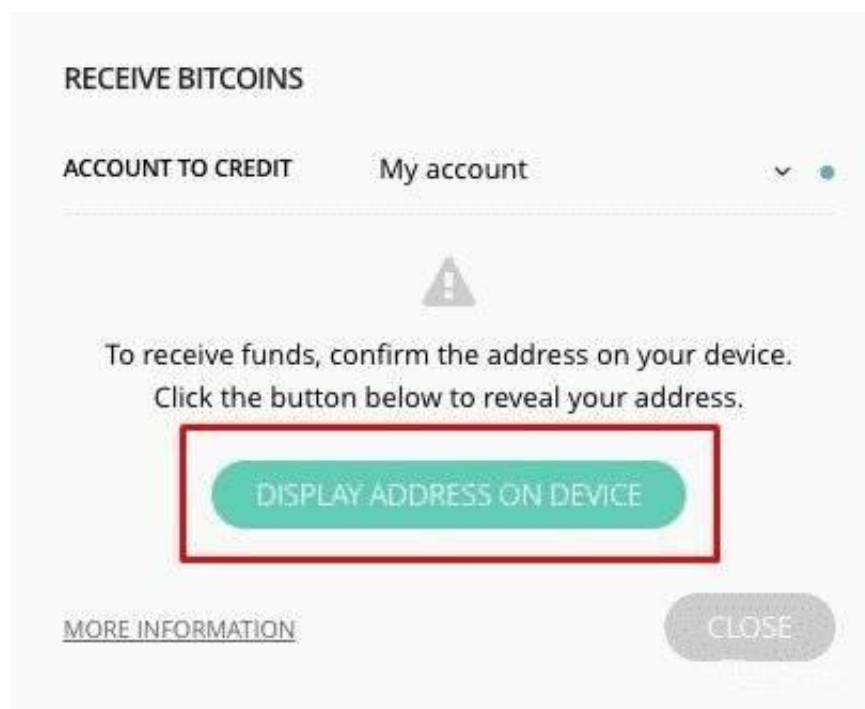 RECEIVE BITCOINS
ACCOUNT TO CREDIT My account
To receive funds, confirm the address on your device.
Click the button below to reveal your address.
DISPLAY ADDRESS ON DEVICE
MORE INFORMATION CLOSE